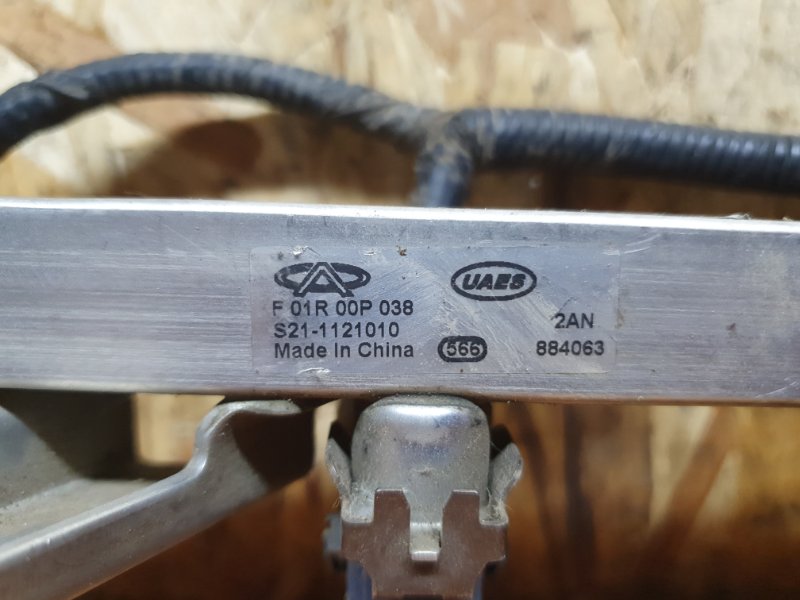 UAES
F 01R 00P 038
S21-1121010
2AN
Made In China
566
884063